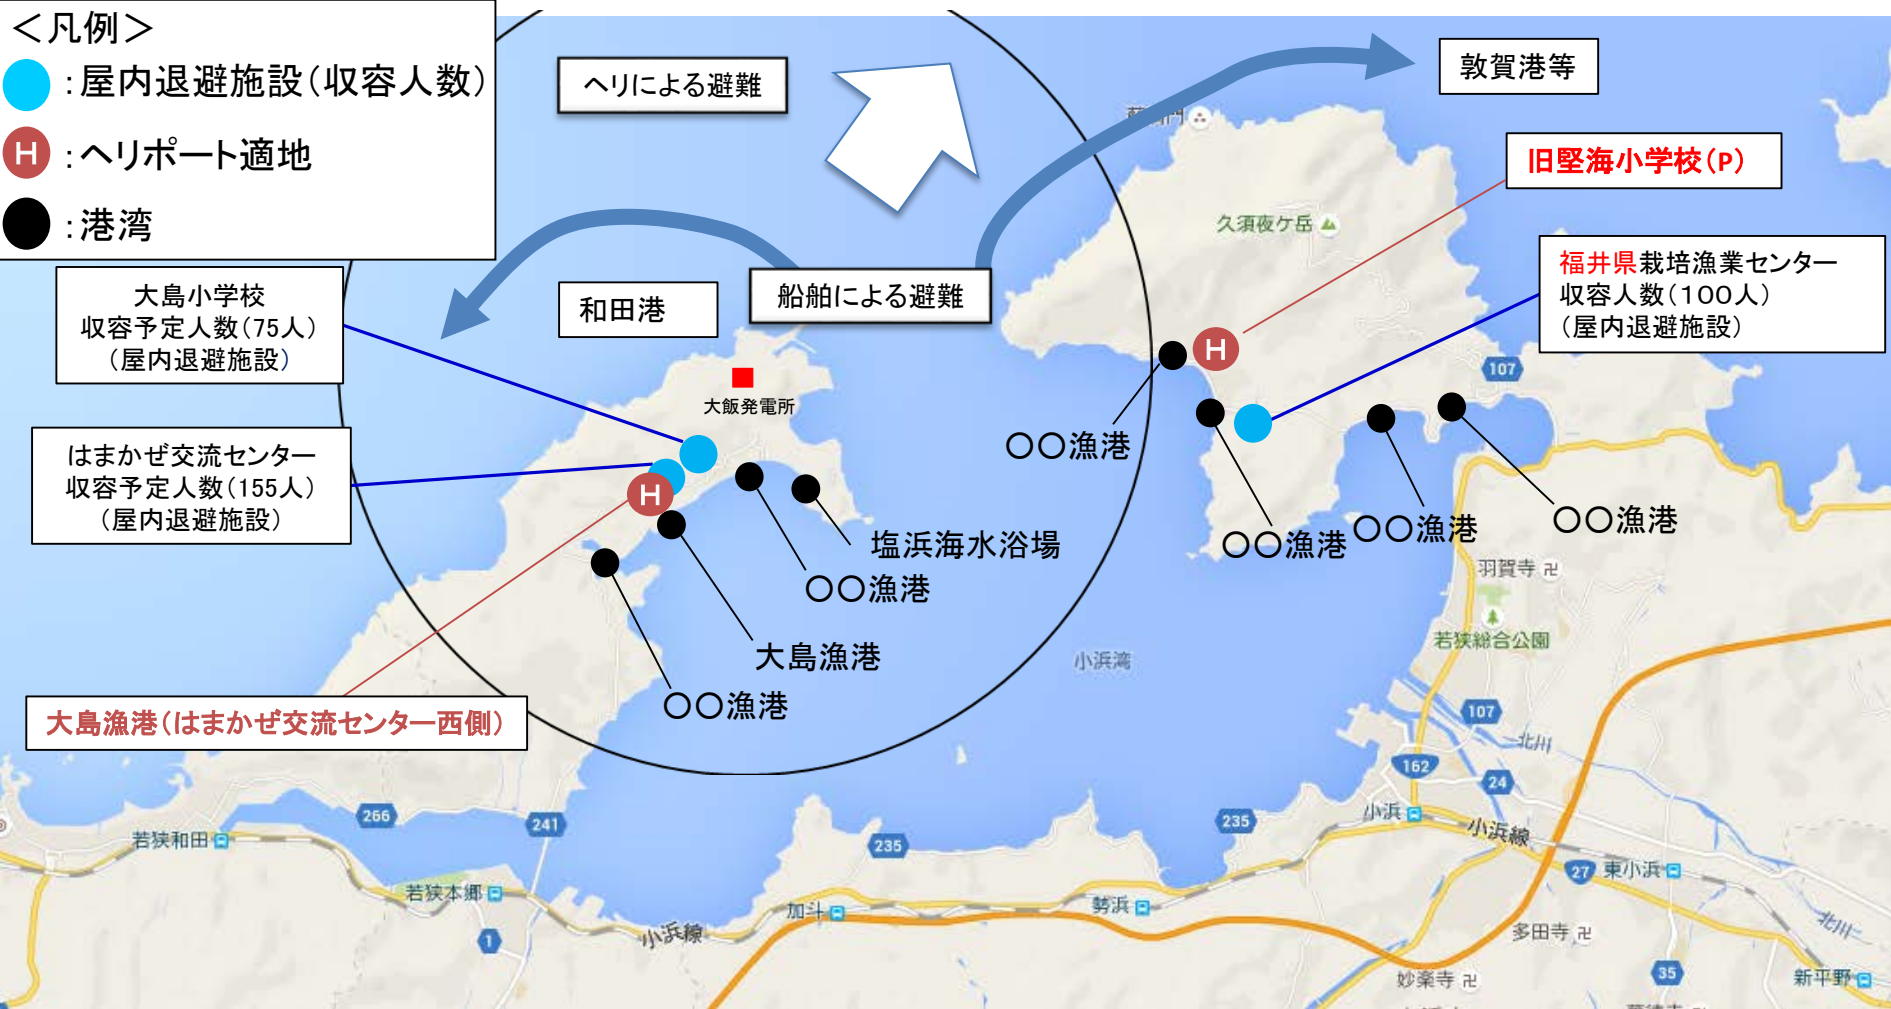 ＜凡例＞
：屋内退避施設（収容人数）
H：ヘリポート適地
：港湾
ヘリによる避難
敦賀港等
旧堅海小学校（P）
久須夜ケ岳
福井県栽培漁業センター
収容人数（１００人）
（屋内退避施設）
大島小学校
収容予定人数（75人）
（屋内退避施設）
和田港
船舶による避難
大飯発電所
H
107
はまかぜ交流センター
収容予定人数（155人）
（屋内退避施設）
H
〇〇漁港
〇〇漁港
〇〇漁港
〇〇漁港
塩浜海水浴場
〇〇漁港
大島漁港
〇〇漁港
羽賀寺
若狭総合公園
小浜湾
大島漁港（はまかぜ交流センター西側）
107
北川
162
24
266
241
235
235
若狭和田
小浜
小浜線
27
東小浜
若狭本郷
加斗
勢浜
小浜線
1
多田寺
北川
妙楽寺
35
新平野